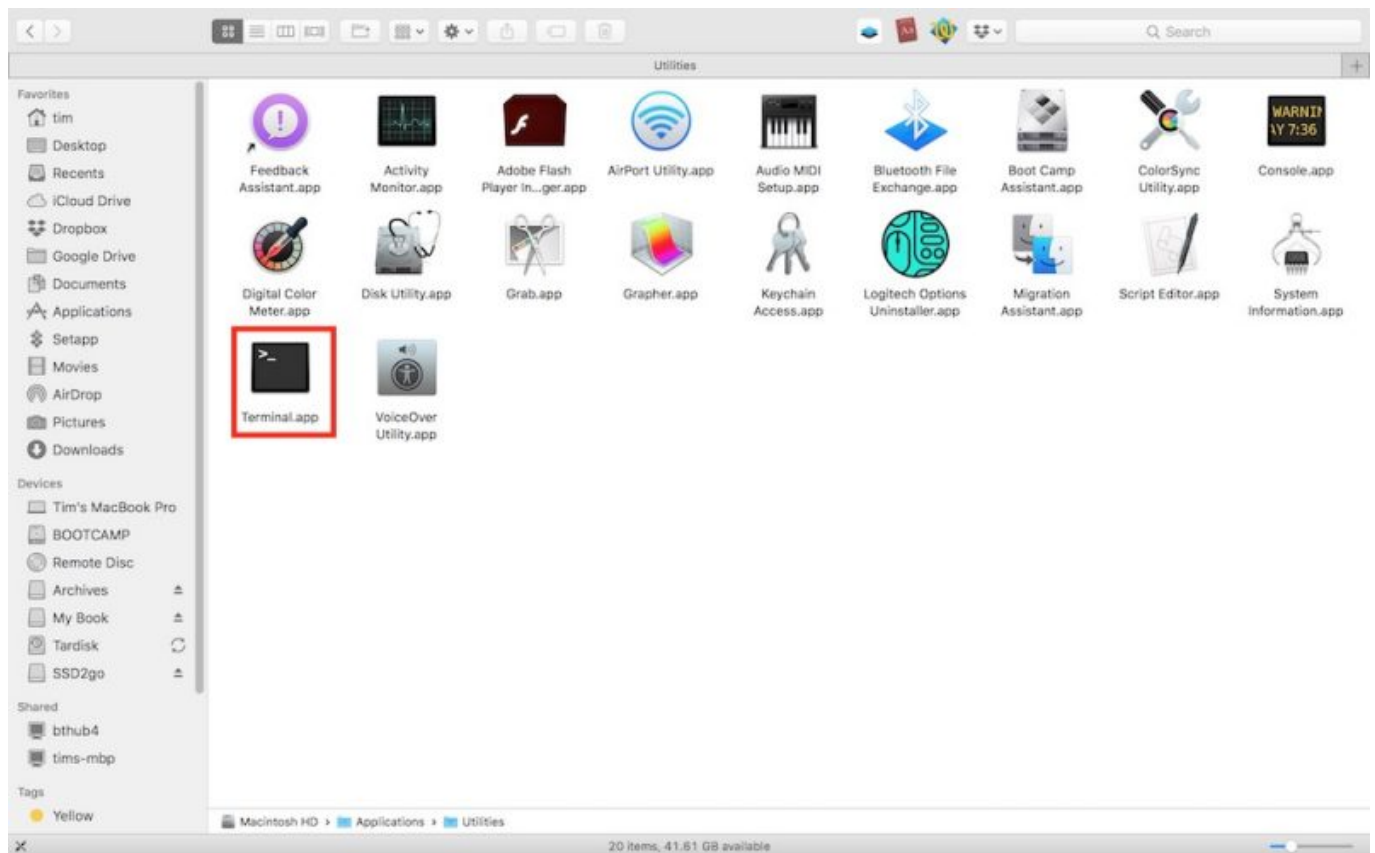 Search
Utilities
Favorites
tim
Desktop
Recents
iCloud Drive
Dropbox
Google Drive
Documents
Applications
Setapp
Movies
AirDrop
Pictures
Downloads
Devices
Tim's MacBook Pro
BOOTCAMP
Remote Disc
Archives
My Book
Tardisk
SSD2go
Shared
bthub4
tims-mbp
Tags
Yellow
WARNIN
AY 7:36
Feedback
Assistant.app
Activity
Monitor.app
Adobe Flash
Player In...ger.app
AirPort Utility.app
Audio MIDI
Setup.app
Bluetooth File
Exchange.app
Boot Camp
Assistant.app
ColorSync
Utility.app
Console.app
Digital Color
Meter.app
Disk Utility.app
Grab.app
Grapher.app
Keychain
Access.app
Logitech Options
Uninstaller.app
Migration
Assistant.app
Script Editor.app
System
Information.app
>_
Terminal.app
VoiceOver
Utility.app
Macintosh HD › Applications › Utilities
20 items, 41.61 GB available